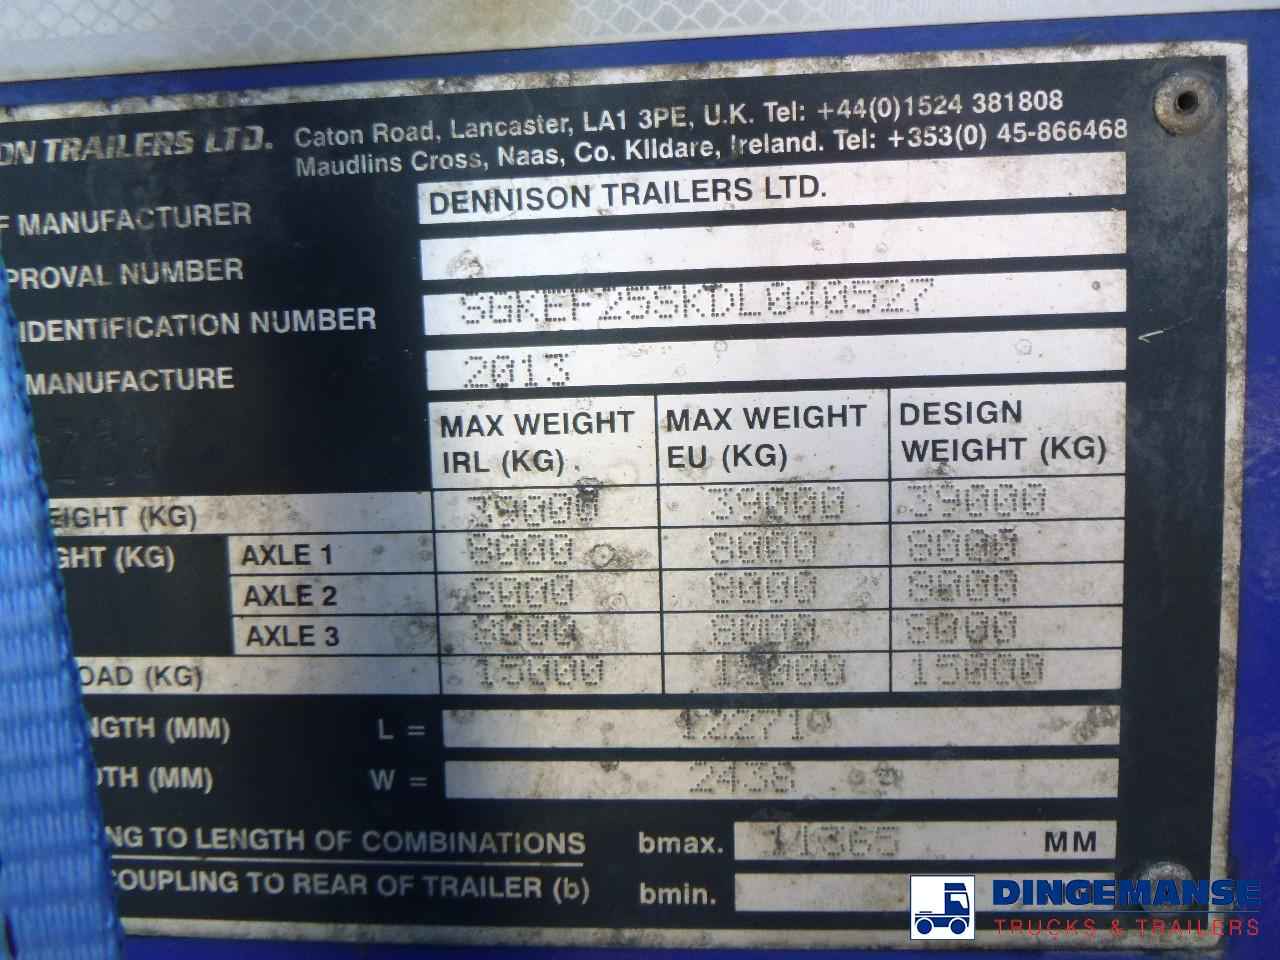 ON TRAILERS LTD. Caton Road, Lancaster, LA1 3PE, U.K. Tel: +44(0)1524 381808
Maudlins Cross, Naas, Co. Kildare, Ireland. Tel: +353(0) 45-866468
F MANUFACTURER DENNISON TRAILERS LTD.
PROVAL NUMBER
IDENTIFICATION NUMBER
MANUFACTURE 2013
MAX WEIGHT IRL (KG) MAX WEIGHT EU (KG) DESIGN WEIGHT (KG)
EIGHT (KG) 39000 39000 39000
GHT (KG) AXLE 1 8000 8000 8000
AXLE 2 8000 8000 8000
AXLE 3 8000 8000 8000
OAD (KG) 15000 15000 15000
NGTH (MM) L = 12271
DTH (MM) W = 2438
NG TO LENGTH OF COMBINATIONS bmax. MM
COUPLING TO REAR OF TRAILER (b) bmin.
DINGEMANSE
TRUCKS & TRAILERS